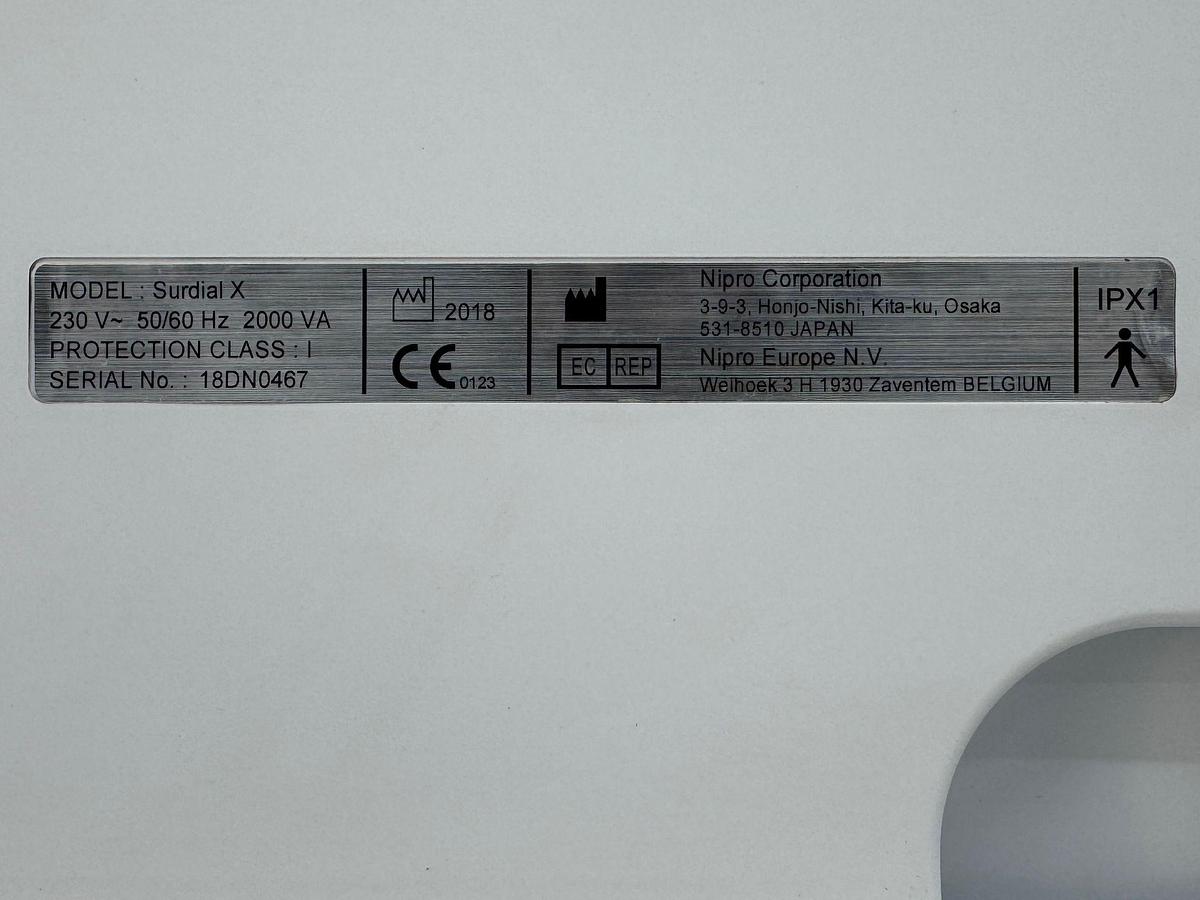 MODEL : Surdial X
230 V~ 50/60 Hz 2000 VA
PROTECTION CLASS : I
SERIAL No. : 18DN0467
2018
CE 0123
Nipro Corporation
3-9-3, Honjo-Nishi, Kita-ku, Osaka
531-8510 JAPAN
EC REP
Nipro Europe N.V.
Weihoek 3 H 1930 Zaventem BELGIUM
IPX1